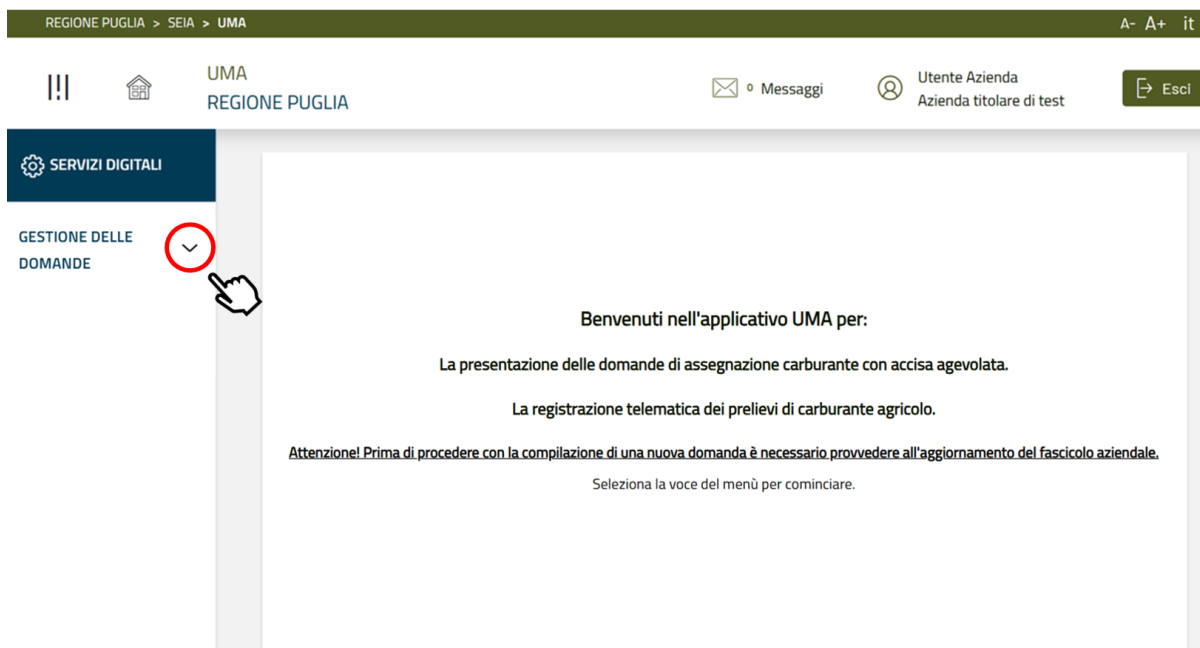 REGIONE PUGLIA > SEIA > UMA
A- A+ it
UMA
REGIONE PUGLIA
0 Messaggi
Utente Azienda
Azienda titolare di test
Esci
SERVIZI DIGITALI
GESTIONE DELLE
DOMANDE
Benvenuti nell'applicativo UMA per:
La presentazione delle domande di assegnazione carburante con accisa agevolata.
La registrazione telematica dei prelievi di carburante agricolo.
Attenzione! Prima di procedere con la compilazione di una nuova domanda è necessario provvedere all'aggiornamento del fascicolo aziendale.
Seleziona la voce del menù per cominciare.